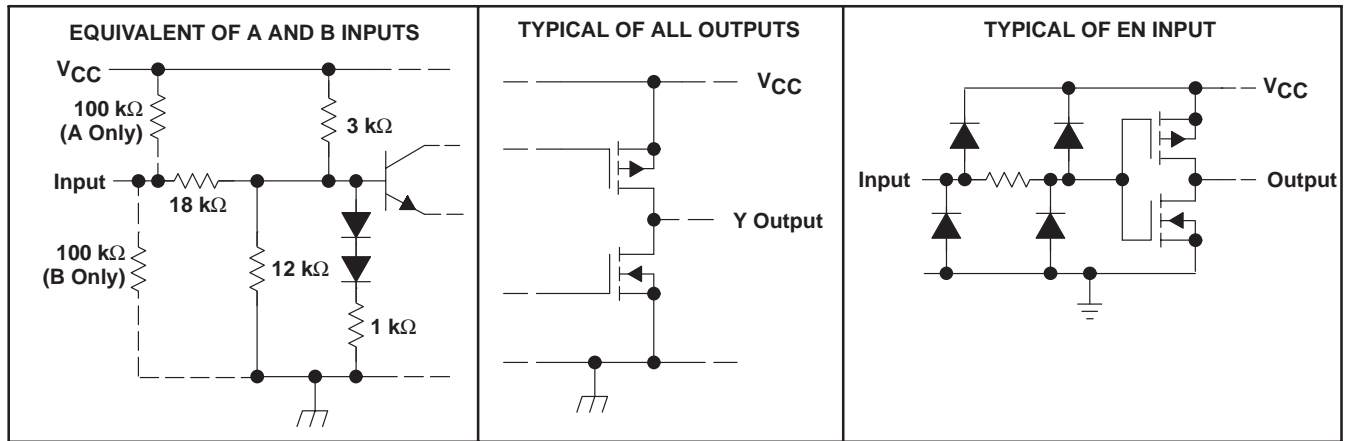 EQUIVALENT OF A AND B INPUTS
VCC
100 kΩ
(A Only)
3 kΩ
Input
18 kΩ
100 kΩ
(B Only)
12 kΩ
1 kΩ
TYPICAL OF ALL OUTPUTS
VCC
Y Output
TYPICAL OF EN INPUT
VCC
Input
Output